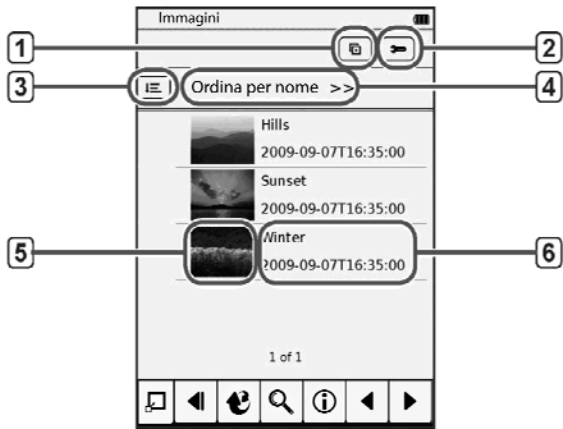 Immagini
1
2
3
Ordina per nome >>
4
Hills
2009-09-07T16:35:00
Sunset
2009-09-07T16:35:00
5
Winter
2009-09-07T16:35:00
6
1 of 1